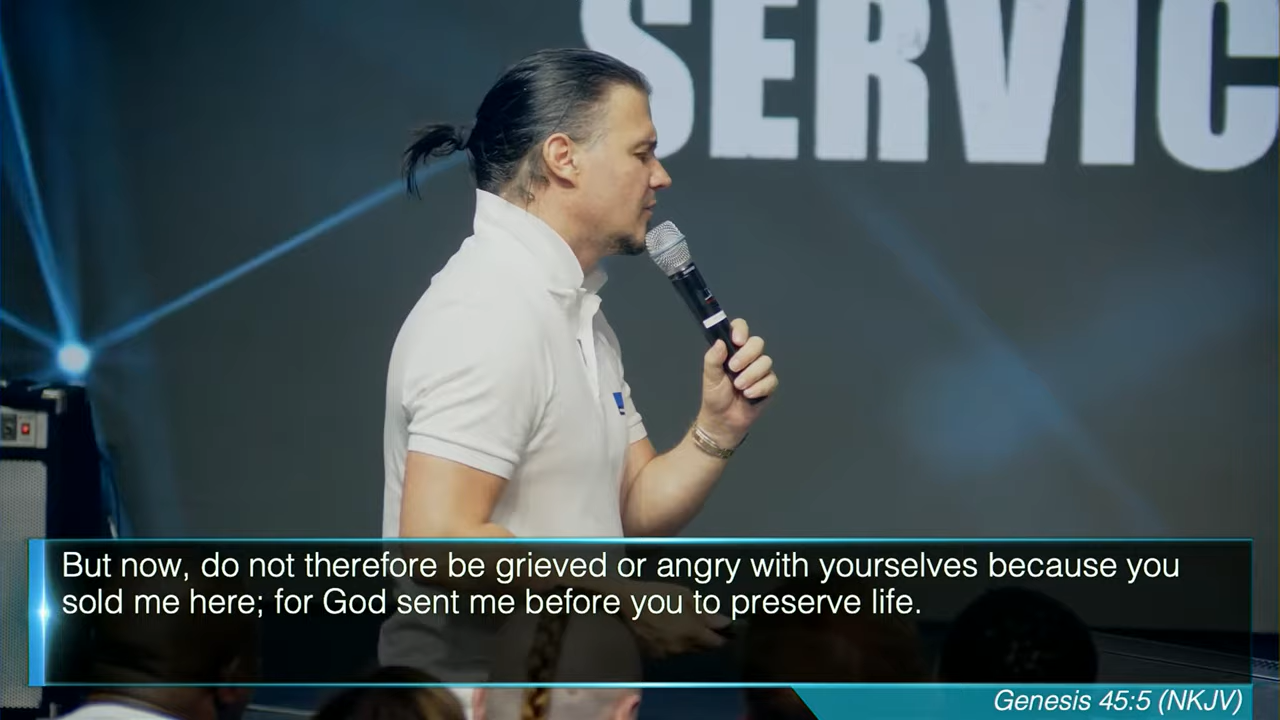 SERVIC
But now, do not therefore be grieved or angry with yourselves because you
sold me here; for God sent me before you to preserve life.
Genesis 45:5 (NKJV)